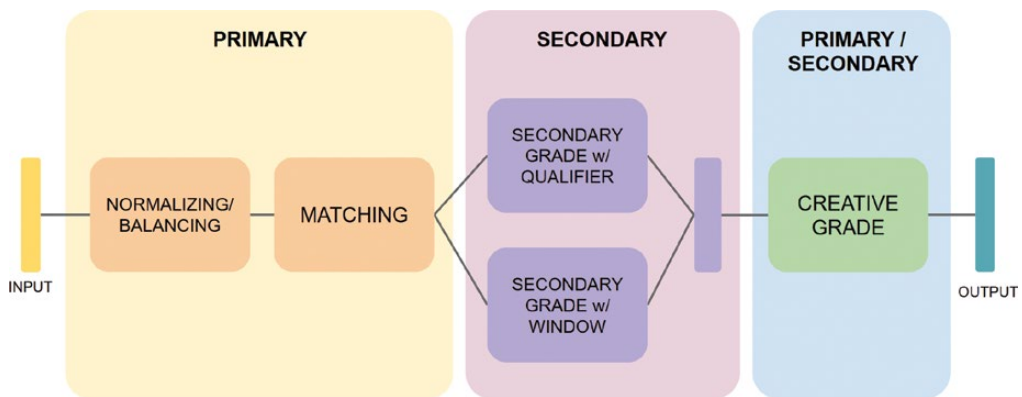 PRIMARY
SECONDARY
PRIMARY /
SECONDARY
INPUT
NORMALIZING/
BALANCING
MATCHING
SECONDARY
GRADE w/
QUALIFIER
SECONDARY
GRADE w/
WINDOW
CREATIVE
GRADE
OUTPUT